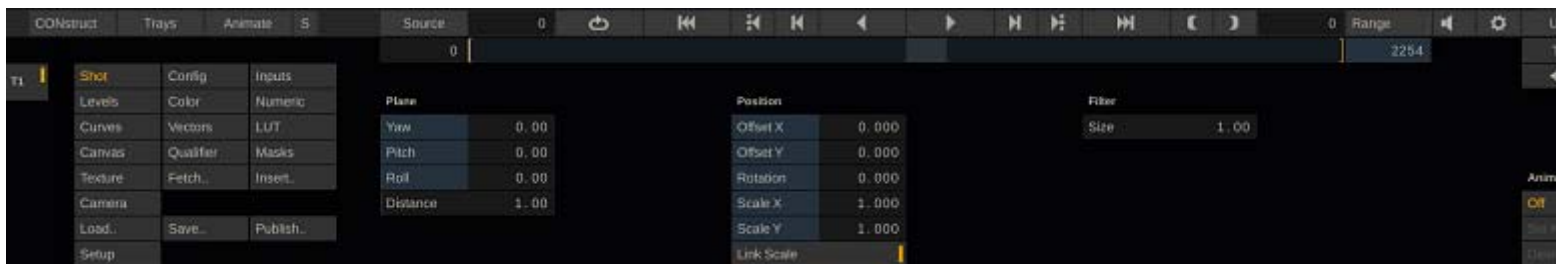 CONstruct Trays Animate S Source 0 0 Range
0 2254
T1 Shot Config Inputs
Levels Color Numeric Plane Position Filter
Curves Vectors LUT Yaw 0.00 Offset X 0.000 Size 1.00
Canvas Qualifier Masks Pitch 0.00 Offset Y 0.000
Texture Fetch.. Insert.. Roll 0.00 Rotation 0.000 Anim
Camera Distance 1.00 Scale X 1.000 Off
Load.. Save.. Publish.. Scale Y 1.000
Setup Link Scale